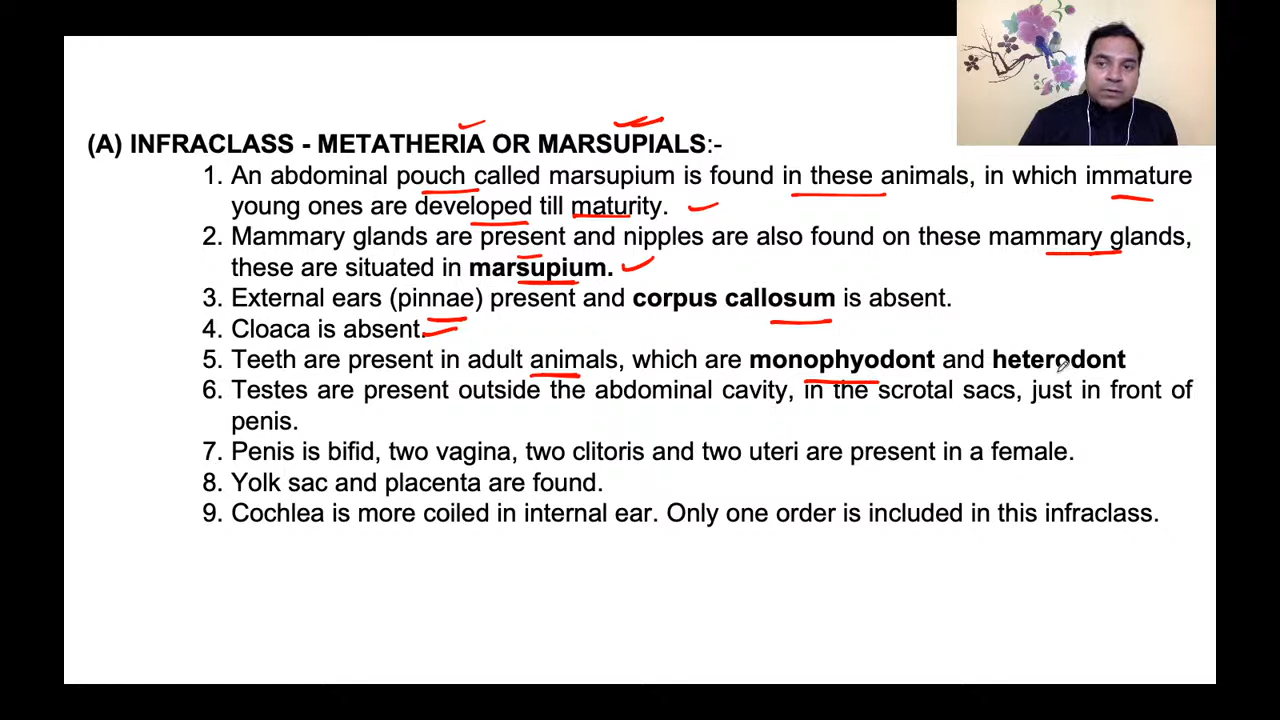 (A) INFRACLASS - METATHERIA OR MARSUPIALS:-
1. An abdominal pouch called marsupium is found in these animals, in which immature
young ones are developed till maturity.
2. Mammary glands are present and nipples are also found on these mammary glands,
these are situated in marsupium.
3. External ears (pinnae) present and corpus callosum is absent.
4. Cloaca is absent.
5. Teeth are present in adult animals, which are monophyodont and heterodont
6. Testes are present outside the abdominal cavity, in the scrotal sacs, just in front of
penis.
7. Penis is bifid, two vagina, two clitoris and two uteri are present in a female.
8. Yolk sac and placenta are found.
9. Cochlea is more coiled in internal ear. Only one order is included in this infraclass.